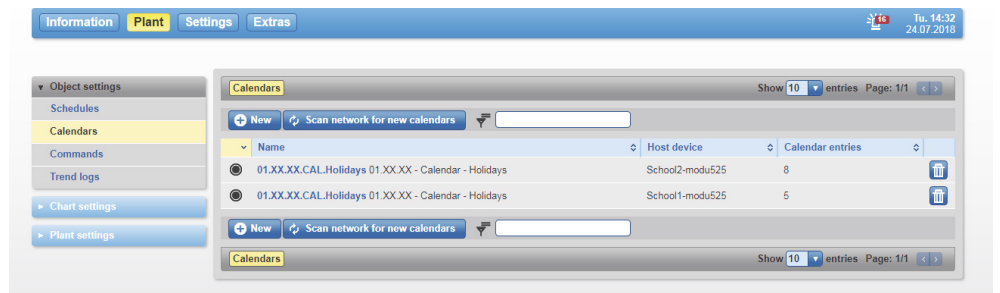 Information Plant Settings Extras 16 Tu. 14:32
24.07.2018
Object settings
Schedules
Calendars
Commands
Trend logs
Chart settings
Plant settings
Calendars Show 10 entries Page: 1/1
New Scan network for new calendars
Name Host device Calendar entries
01.XX.XX.CAL.Holidays 01.XX.XX - Calendar - Holidays School2-modu525 8
01.XX.XX.CAL.Holidays 01.XX.XX - Calendar - Holidays School1-modu525 5
New Scan network for new calendars
Calendars Show 10 entries Page: 1/1